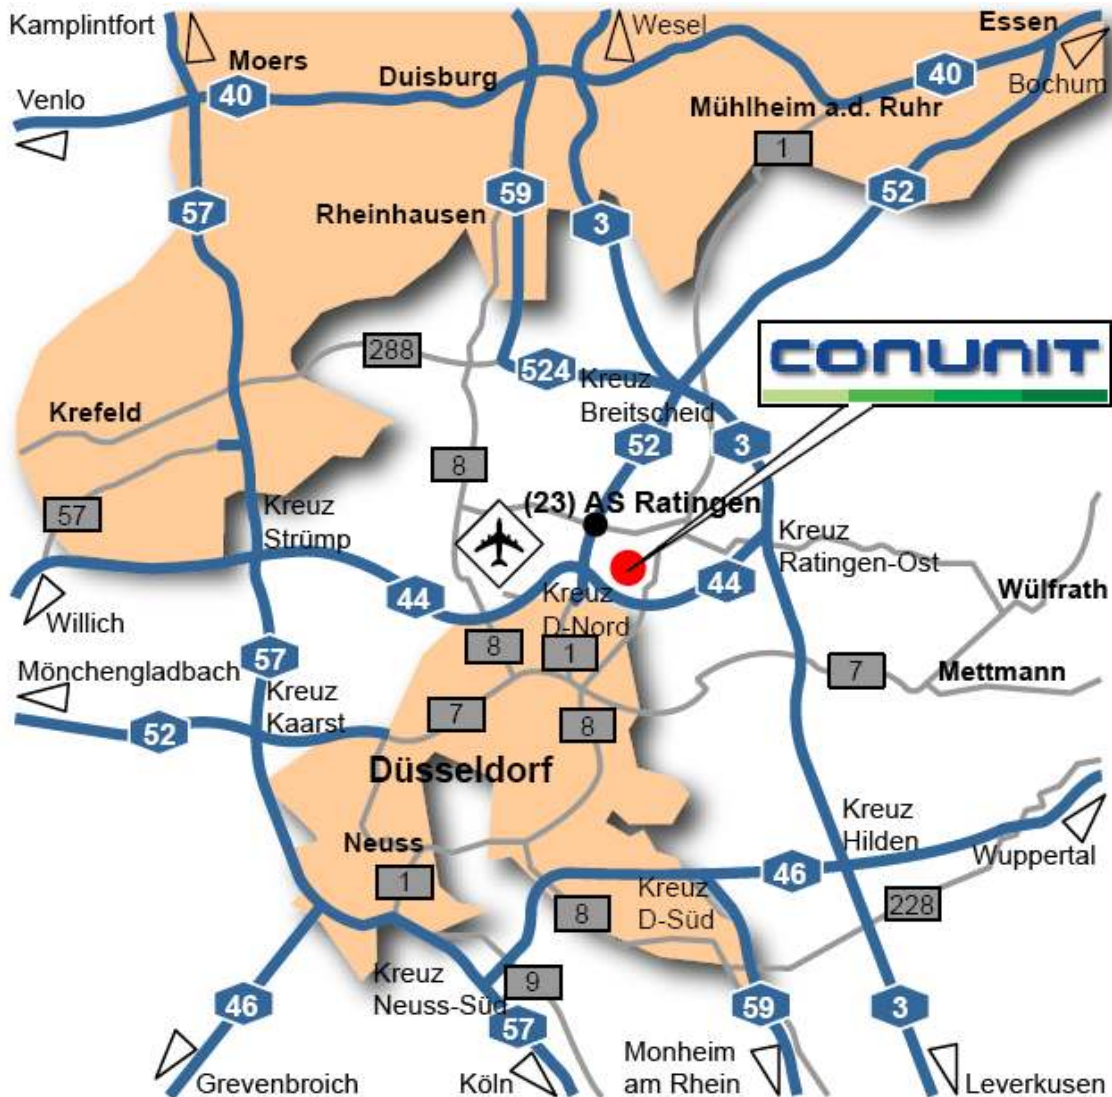 Kamplintfort
Wesel
Essen
Moers
Duisburg
40
40
Bochum
Venlo
Mühlheim a.d. Ruhr
1
59
52
57
Rheinhausen
3
288
524
Kreuz
Breitscheid
CONUNIT
Krefeld
52
3
8
57
Kreuz
Strümp
(23) AS Ratingen
Kreuz
Ratingen-Ost
44
44
Kreuz
D-Nord
Wülfrath
Willich
8
1
57
Mönchengladbach
7
Mettmann
Kreuz
Kaarst
7
8
52
Düsseldorf
Kreuz
Hilden
Neuss
Wuppertal
46
1
Kreuz
D-Süd
8
228
Kreuz
Neuss-Süd
9
46
59
3
57
Monheim
am Rhein
Grevenbroich
Köln
Leverkusen